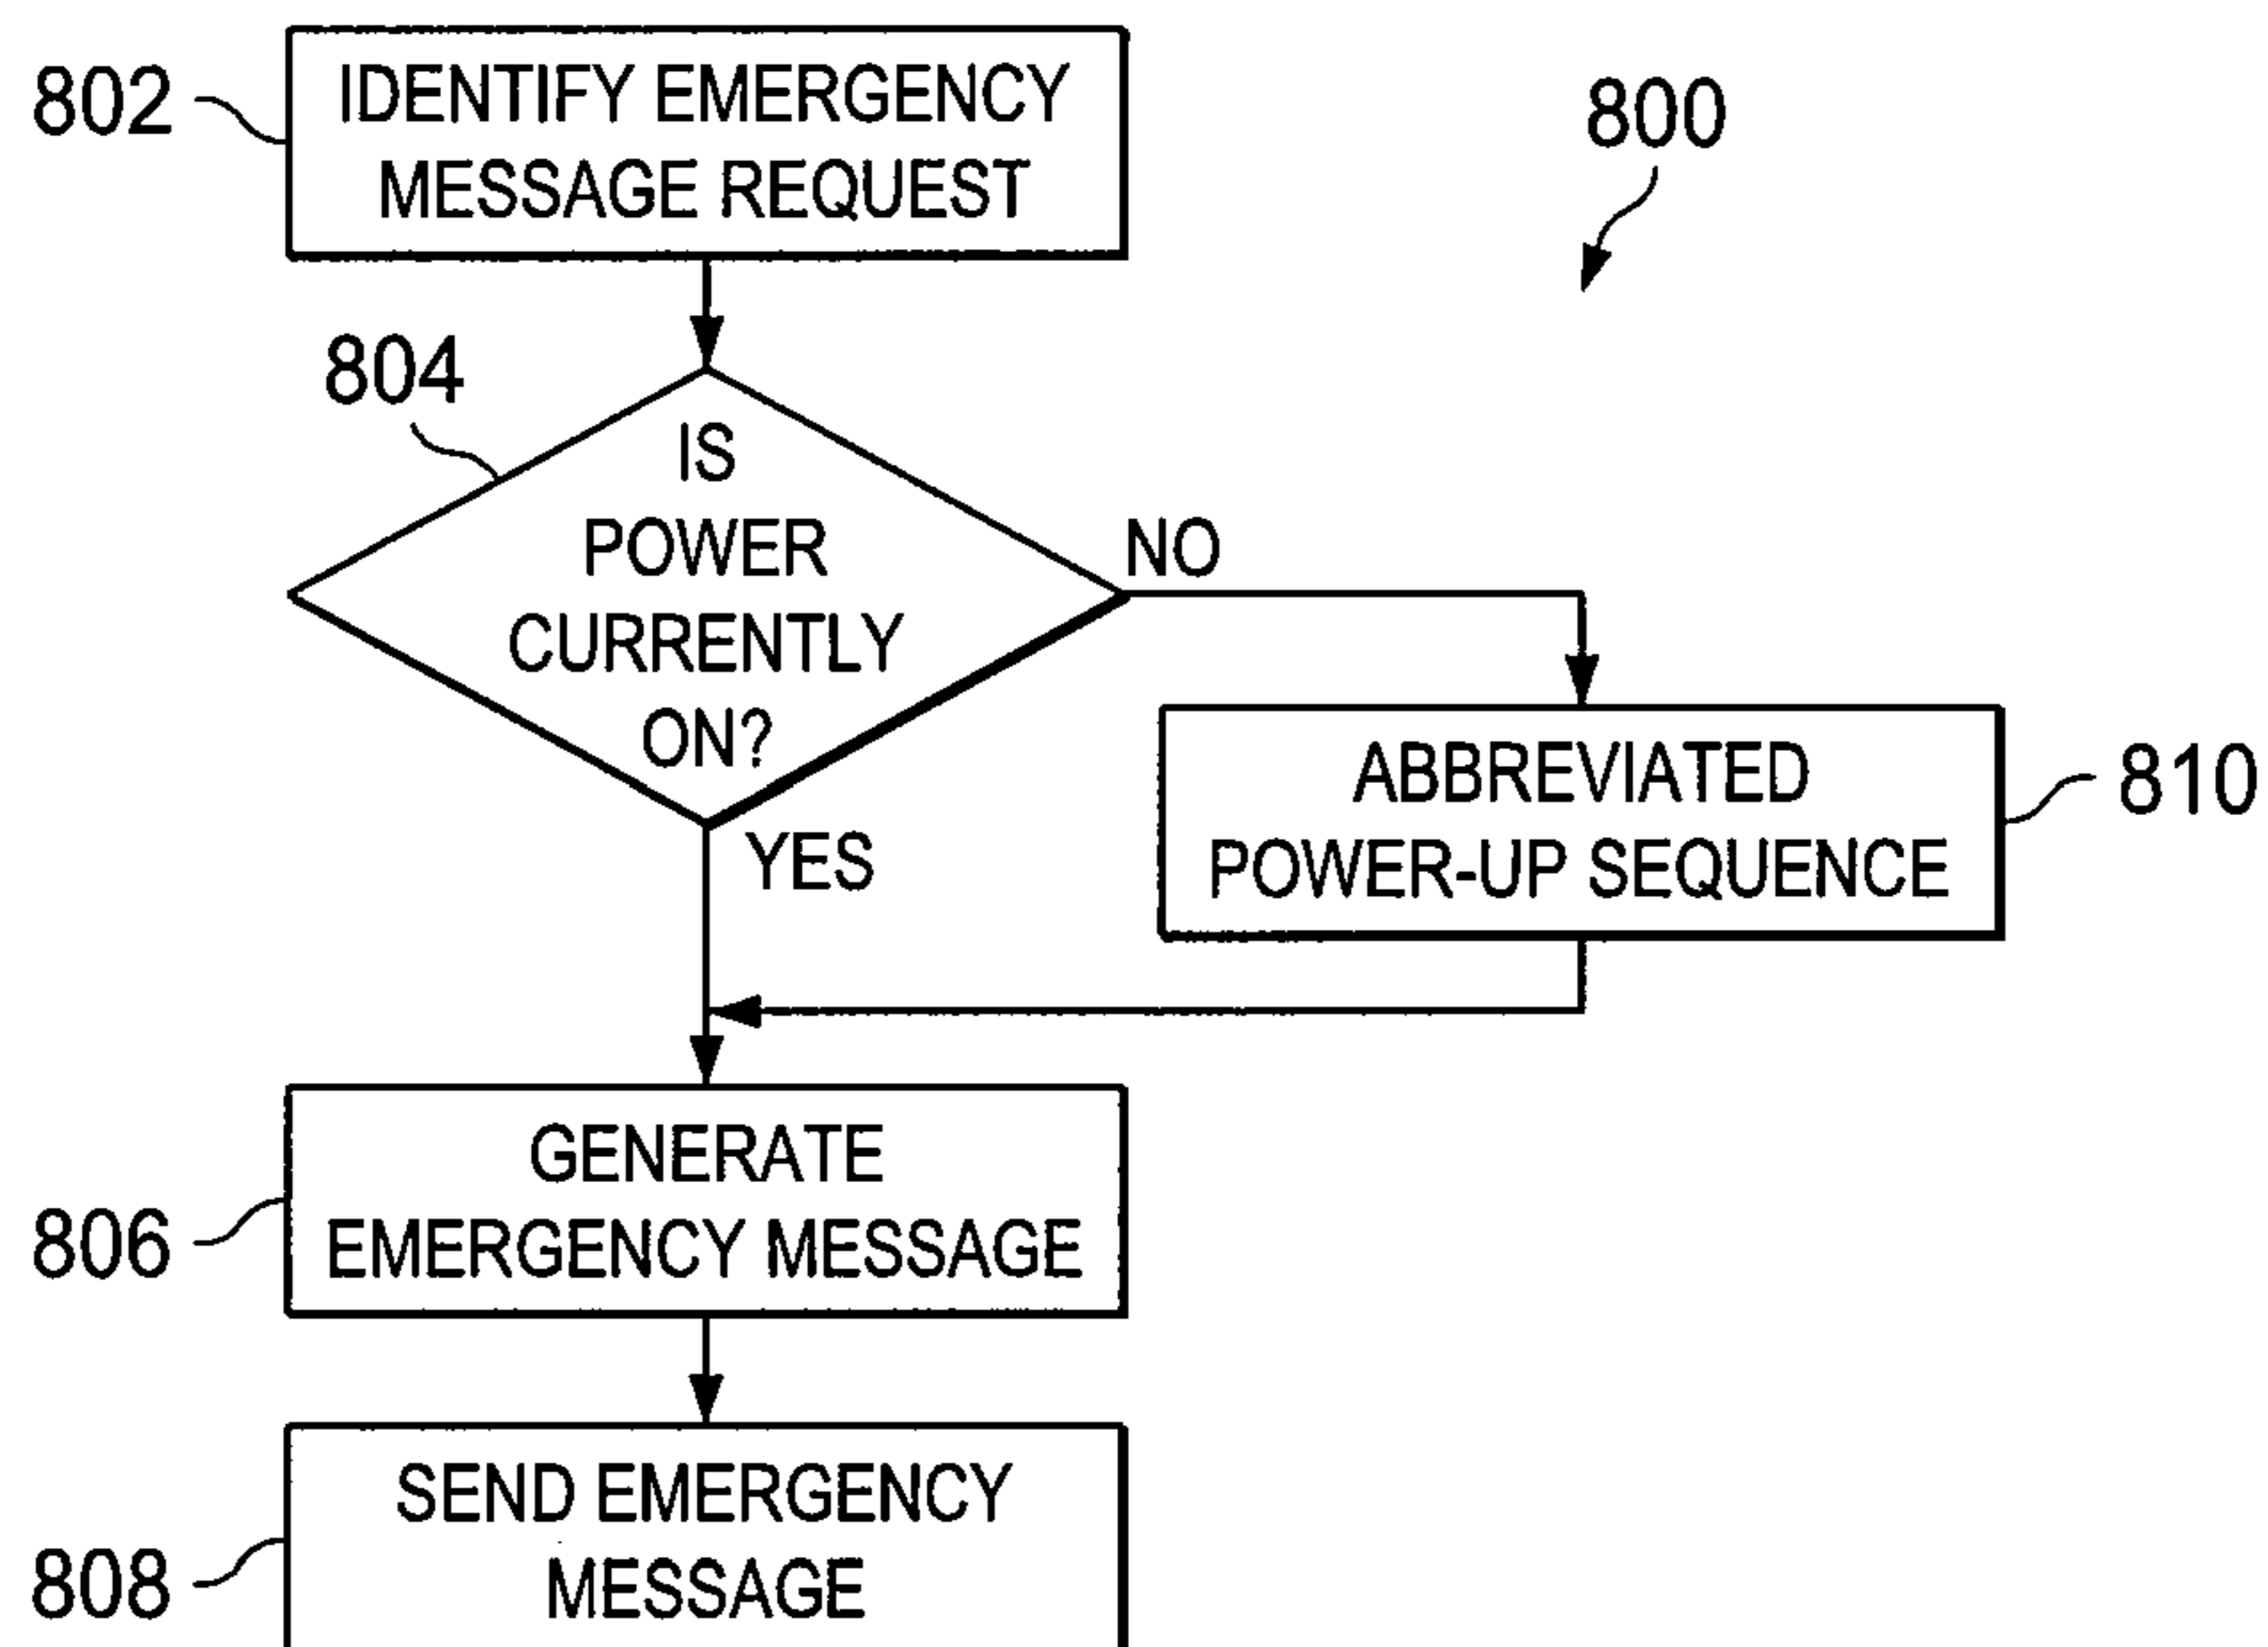 802
IDENTIFY EMERGENCY
MESSAGE REQUEST
800
804
IS
POWER
CURRENTLY
ON?
NO
YES
ABBREVIATED
POWER-UP SEQUENCE
810
806
GENERATE
EMERGENCY MESSAGE
808
SEND EMERGENCY
MESSAGE